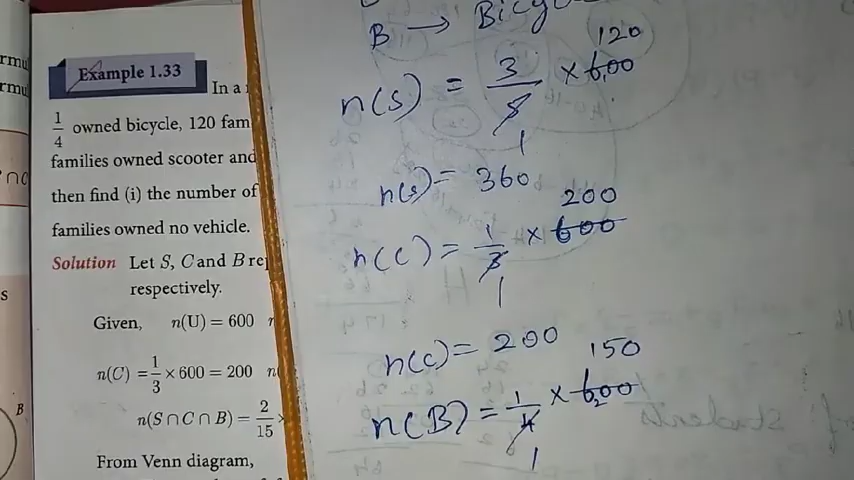 Example 1.33
In a
1/4 owned bicycle, 120 fam
families owned scooter and
then find (i) the number of
families owned no vehicle.
Solution Let S, C and B re
respectively.
Given, n(U) = 600
n(C) = 1/3 × 600 = 200
n(S∩C∩B) = 2/15 ×
From Venn diagram,
B
B → Bicy
120
n(S) = 3/5 × 600
1
n(s) = 360
200
n(C) = 1/3 × 600
1
n(C) = 200
150
n(B) = 1/4 × 600
1